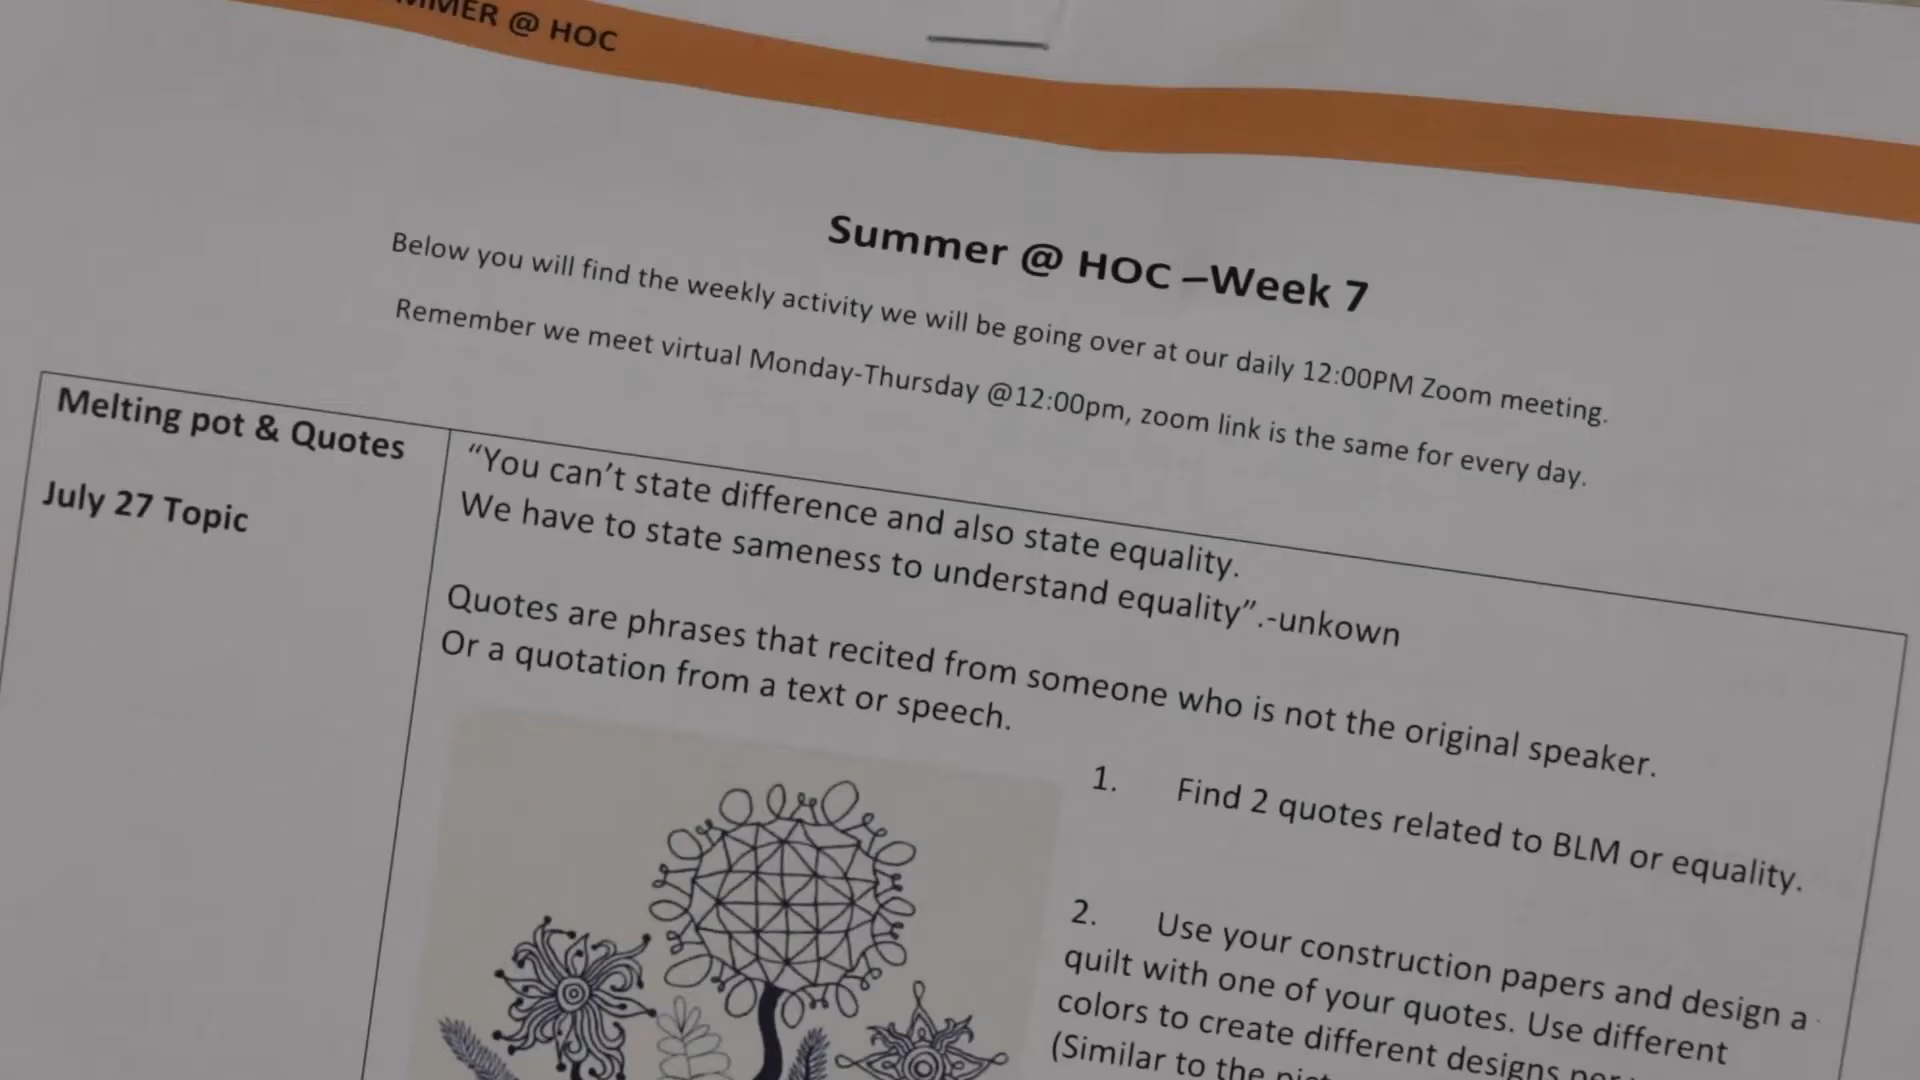 @ HOC
Summer @ HOC –Week 7
Below you will find the weekly activity we will be going over at our daily 12:00PM Zoom meeting.
Remember we meet virtual Monday-Thursday @12:00pm, zoom link is the same for every day.
Melting pot & Quotes
July 27 Topic
“You can’t state difference and also state equality.
We have to state sameness to understand equality”.-unkown
Quotes are phrases that recited from someone who is not the original speaker.
Or a quotation from a text or speech.
1. Find 2 quotes related to BLM or equality.
2. Use your construction papers and design a
quilt with one of your quotes. Use different
colors to create different designs
(Similar to the